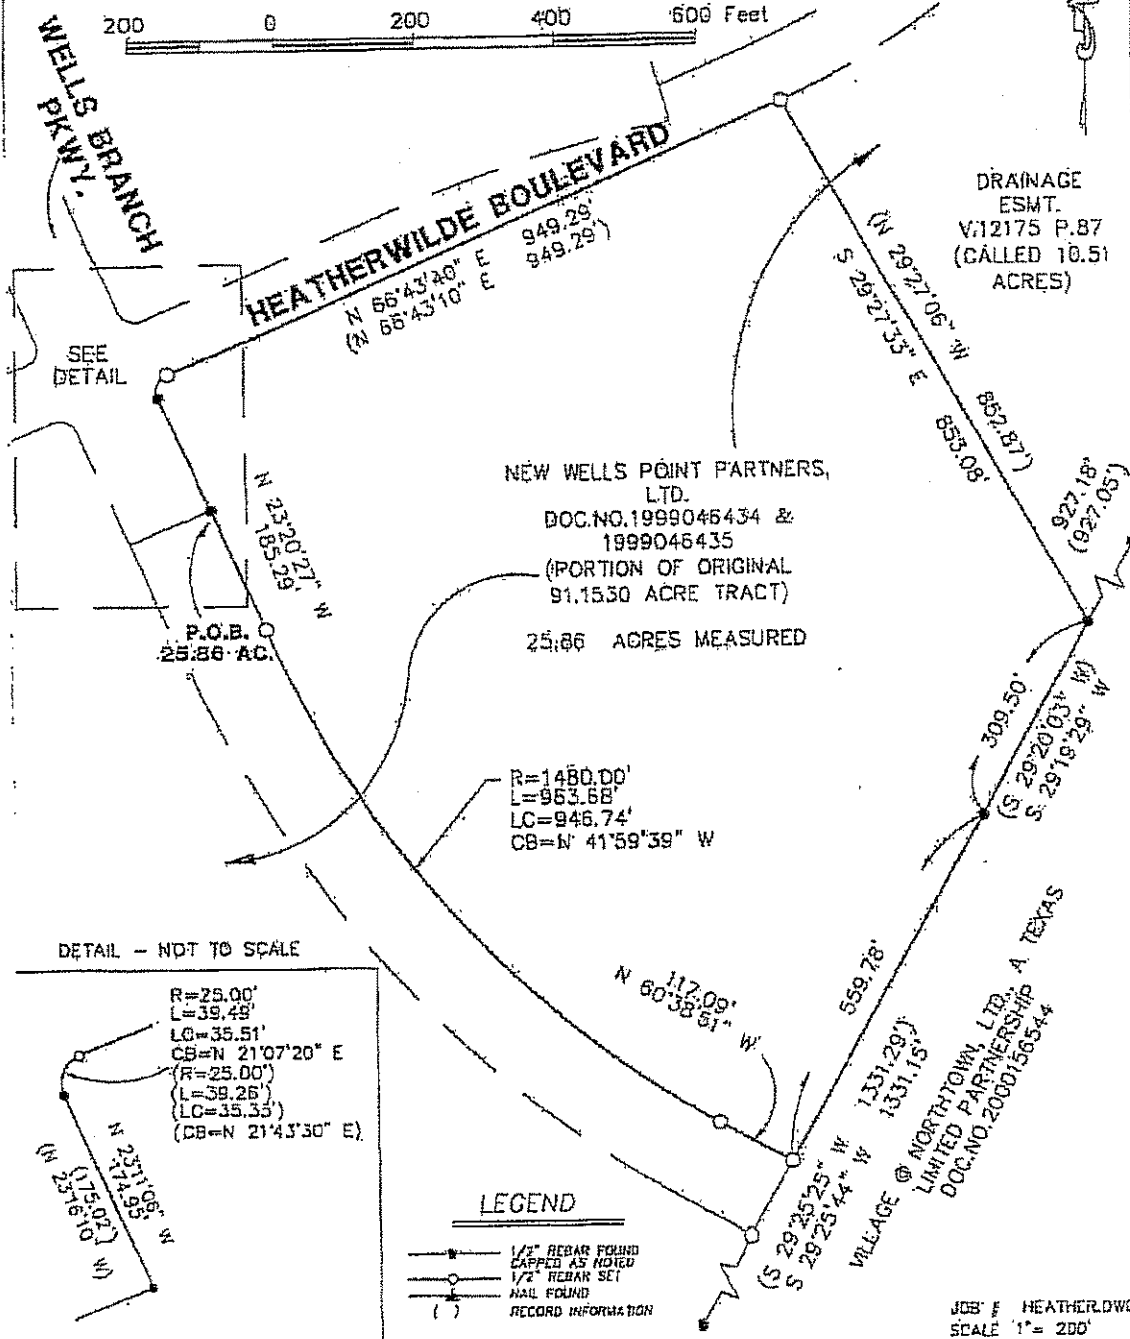 200 0 200 400 600 Feet
WELLS BRANCH
PKWY.
HEATHERWILDE BOULEVARD
N 66°43'40" E 949.29'
(N 66°43'10" E 949.29')
DRAINAGE
ESMT.
V.12175 P.87
(CALLED 10.51
ACRES)
(N 29°27'06" W 852.87')
S 29°27'33" E 853.08'
SEE
DETAIL
N 23°20'27" W
185.29'
NEW WELLS POINT PARTNERS,
LTD.
DOC.NO.1999046434 &
1999046435
(PORTION OF ORIGINAL
91.1530 ACRE TRACT)
25.86 ACRES MEASURED
927.18'
(927.05')
P.O.B.
25.86 AC.
309.50'
(S 29°20'03" W)
S 29°19'29" W
R=1480.00'
L=963.68'
LC=946.74'
CB=N 41°59'39" W
DETAIL - NOT TO SCALE
R=25.00'
L=39.49'
LC=35.51'
CB=N 21°07'20" E
(R=25.00')
(L=39.26')
(LC=35.35')
(CB=N 21°43'30" E)
N 23°11'06" W
174.95'
(175.02')
(N 23°16'10" W)
117.09'
N 60°38'51" W
559.78'
(S 29°25'25" W 1331.29')
S 29°25'44" W 1331.15'
VILLAGE @ NORTHTOWN, LTD., A TEXAS
LIMITED PARTNERSHIP
DOC.NO.2000156544
LEGEND
1/2" REBAR FOUND
CAPPED AS NOTED
1/2" REBAR SET
NAIL FOUND
( ) RECORD INFORMATION
JOB # HEATHER.DWG
SCALE 1"= 200'